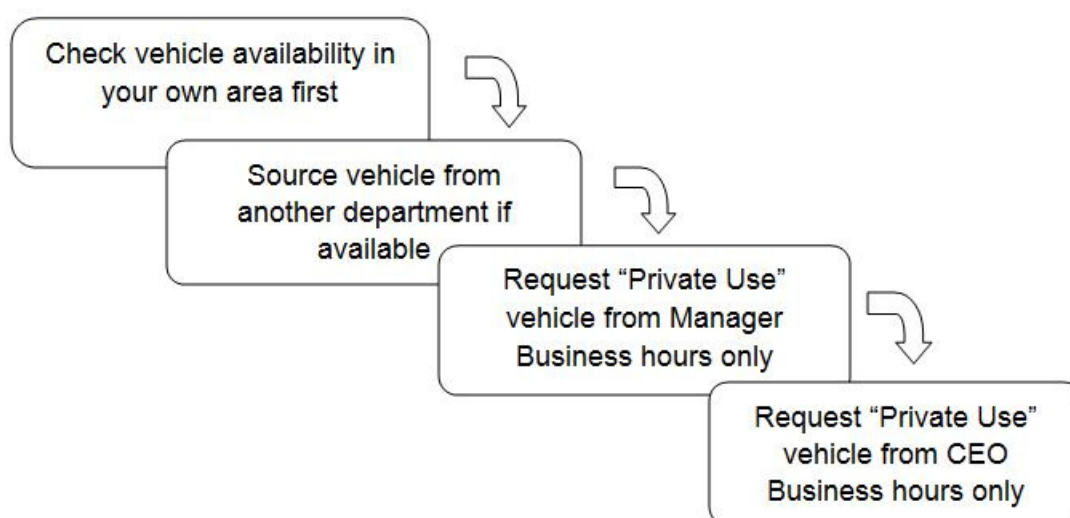 Check vehicle availability in
your own area first
Source vehicle from
another department if
available
Request “Private Use”
vehicle from Manager
Business hours only
Request “Private Use”
vehicle from CEO
Business hours only